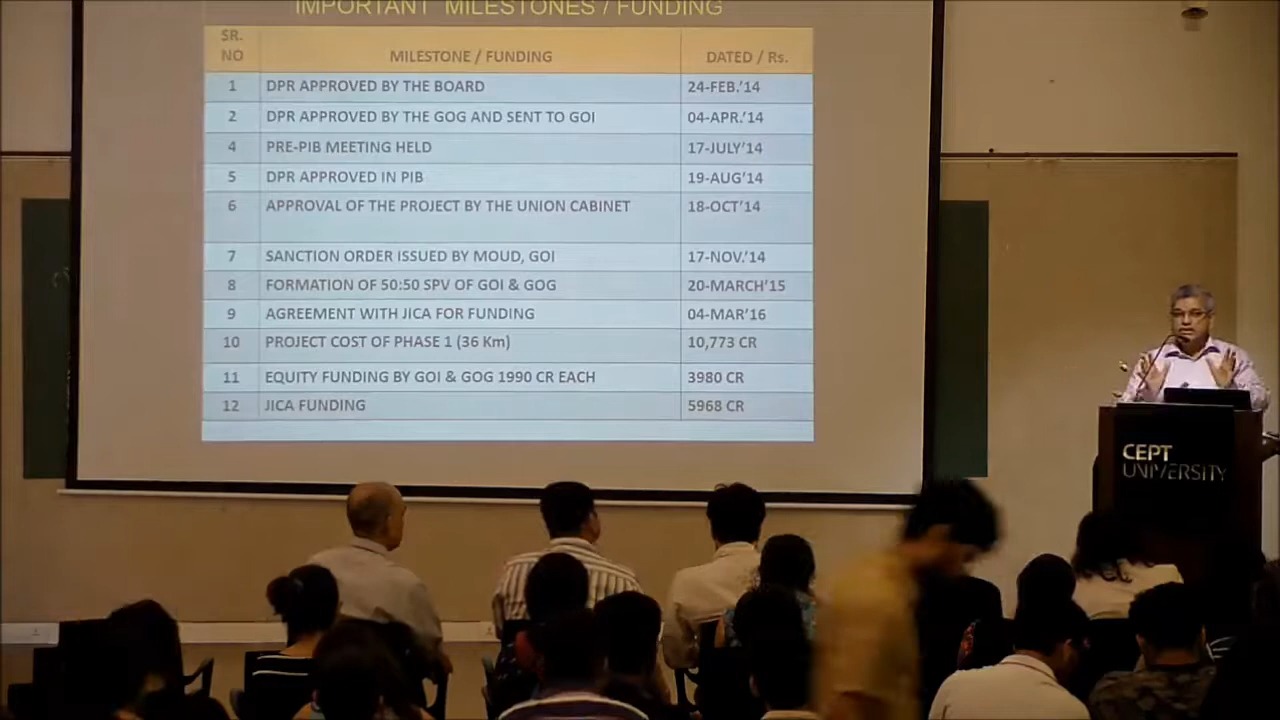 IMPORTANT MILESTONES / FUNDING
SR. NO MILESTONE / FUNDING DATED / Rs.
1 DPR APPROVED BY THE BOARD 24-FEB.'14
2 DPR APPROVED BY THE GOG AND SENT TO GOI 04-APR.'14
4 PRE-PIB MEETING HELD 17-JULY'14
5 DPR APPROVED IN PIB 19-AUG'14
6 APPROVAL OF THE PROJECT BY THE UNION CABINET 18-OCT'14
7 SANCTION ORDER ISSUED BY MOUD, GOI 17-NOV.'14
8 FORMATION OF 50:50 SPV OF GOI & GOG 20-MARCH'15
9 AGREEMENT WITH JICA FOR FUNDING 04-MAR'16
10 PROJECT COST OF PHASE 1 (36 Km) 10,773 CR
11 EQUITY FUNDING BY GOI & GOG 1990 CR EACH 3980 CR
12 JICA FUNDING 5968 CR
CEPT
UNIVERSITY